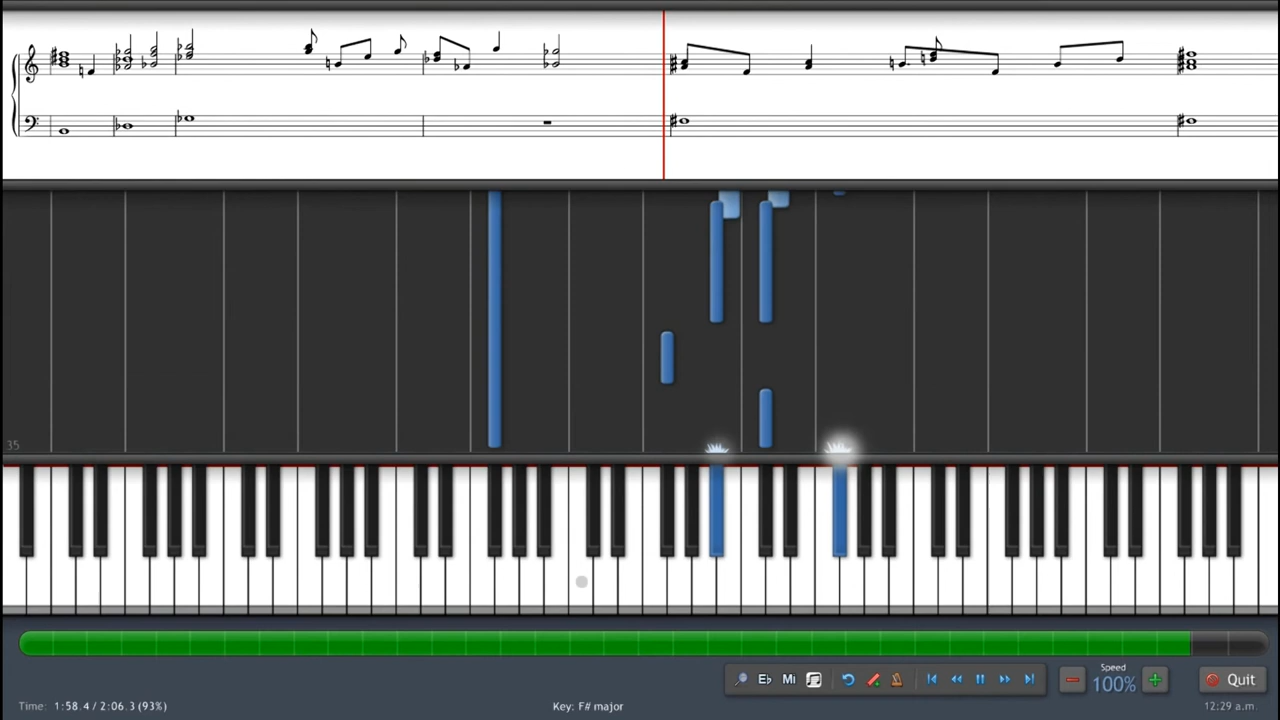 35
Eb Mi
Speed
100%
Quit
Time: 1:58.4 / 2:06.3 (93%)
Key: F# major
12:29 a.m.